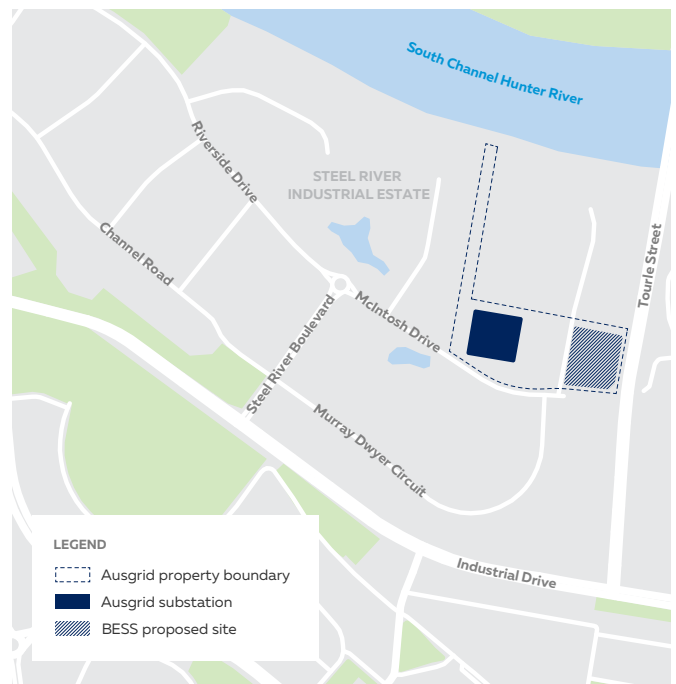 South Channel Hunter River
Riverside Drive
STEEL RIVER
INDUSTRIAL ESTATE
Channel Road
Tourle Street
McIntosh Drive
Steel River Boulevard
Murray Dwyer Circuit
Industrial Drive
LEGEND
Ausgrid property boundary
Ausgrid substation
BESS proposed site